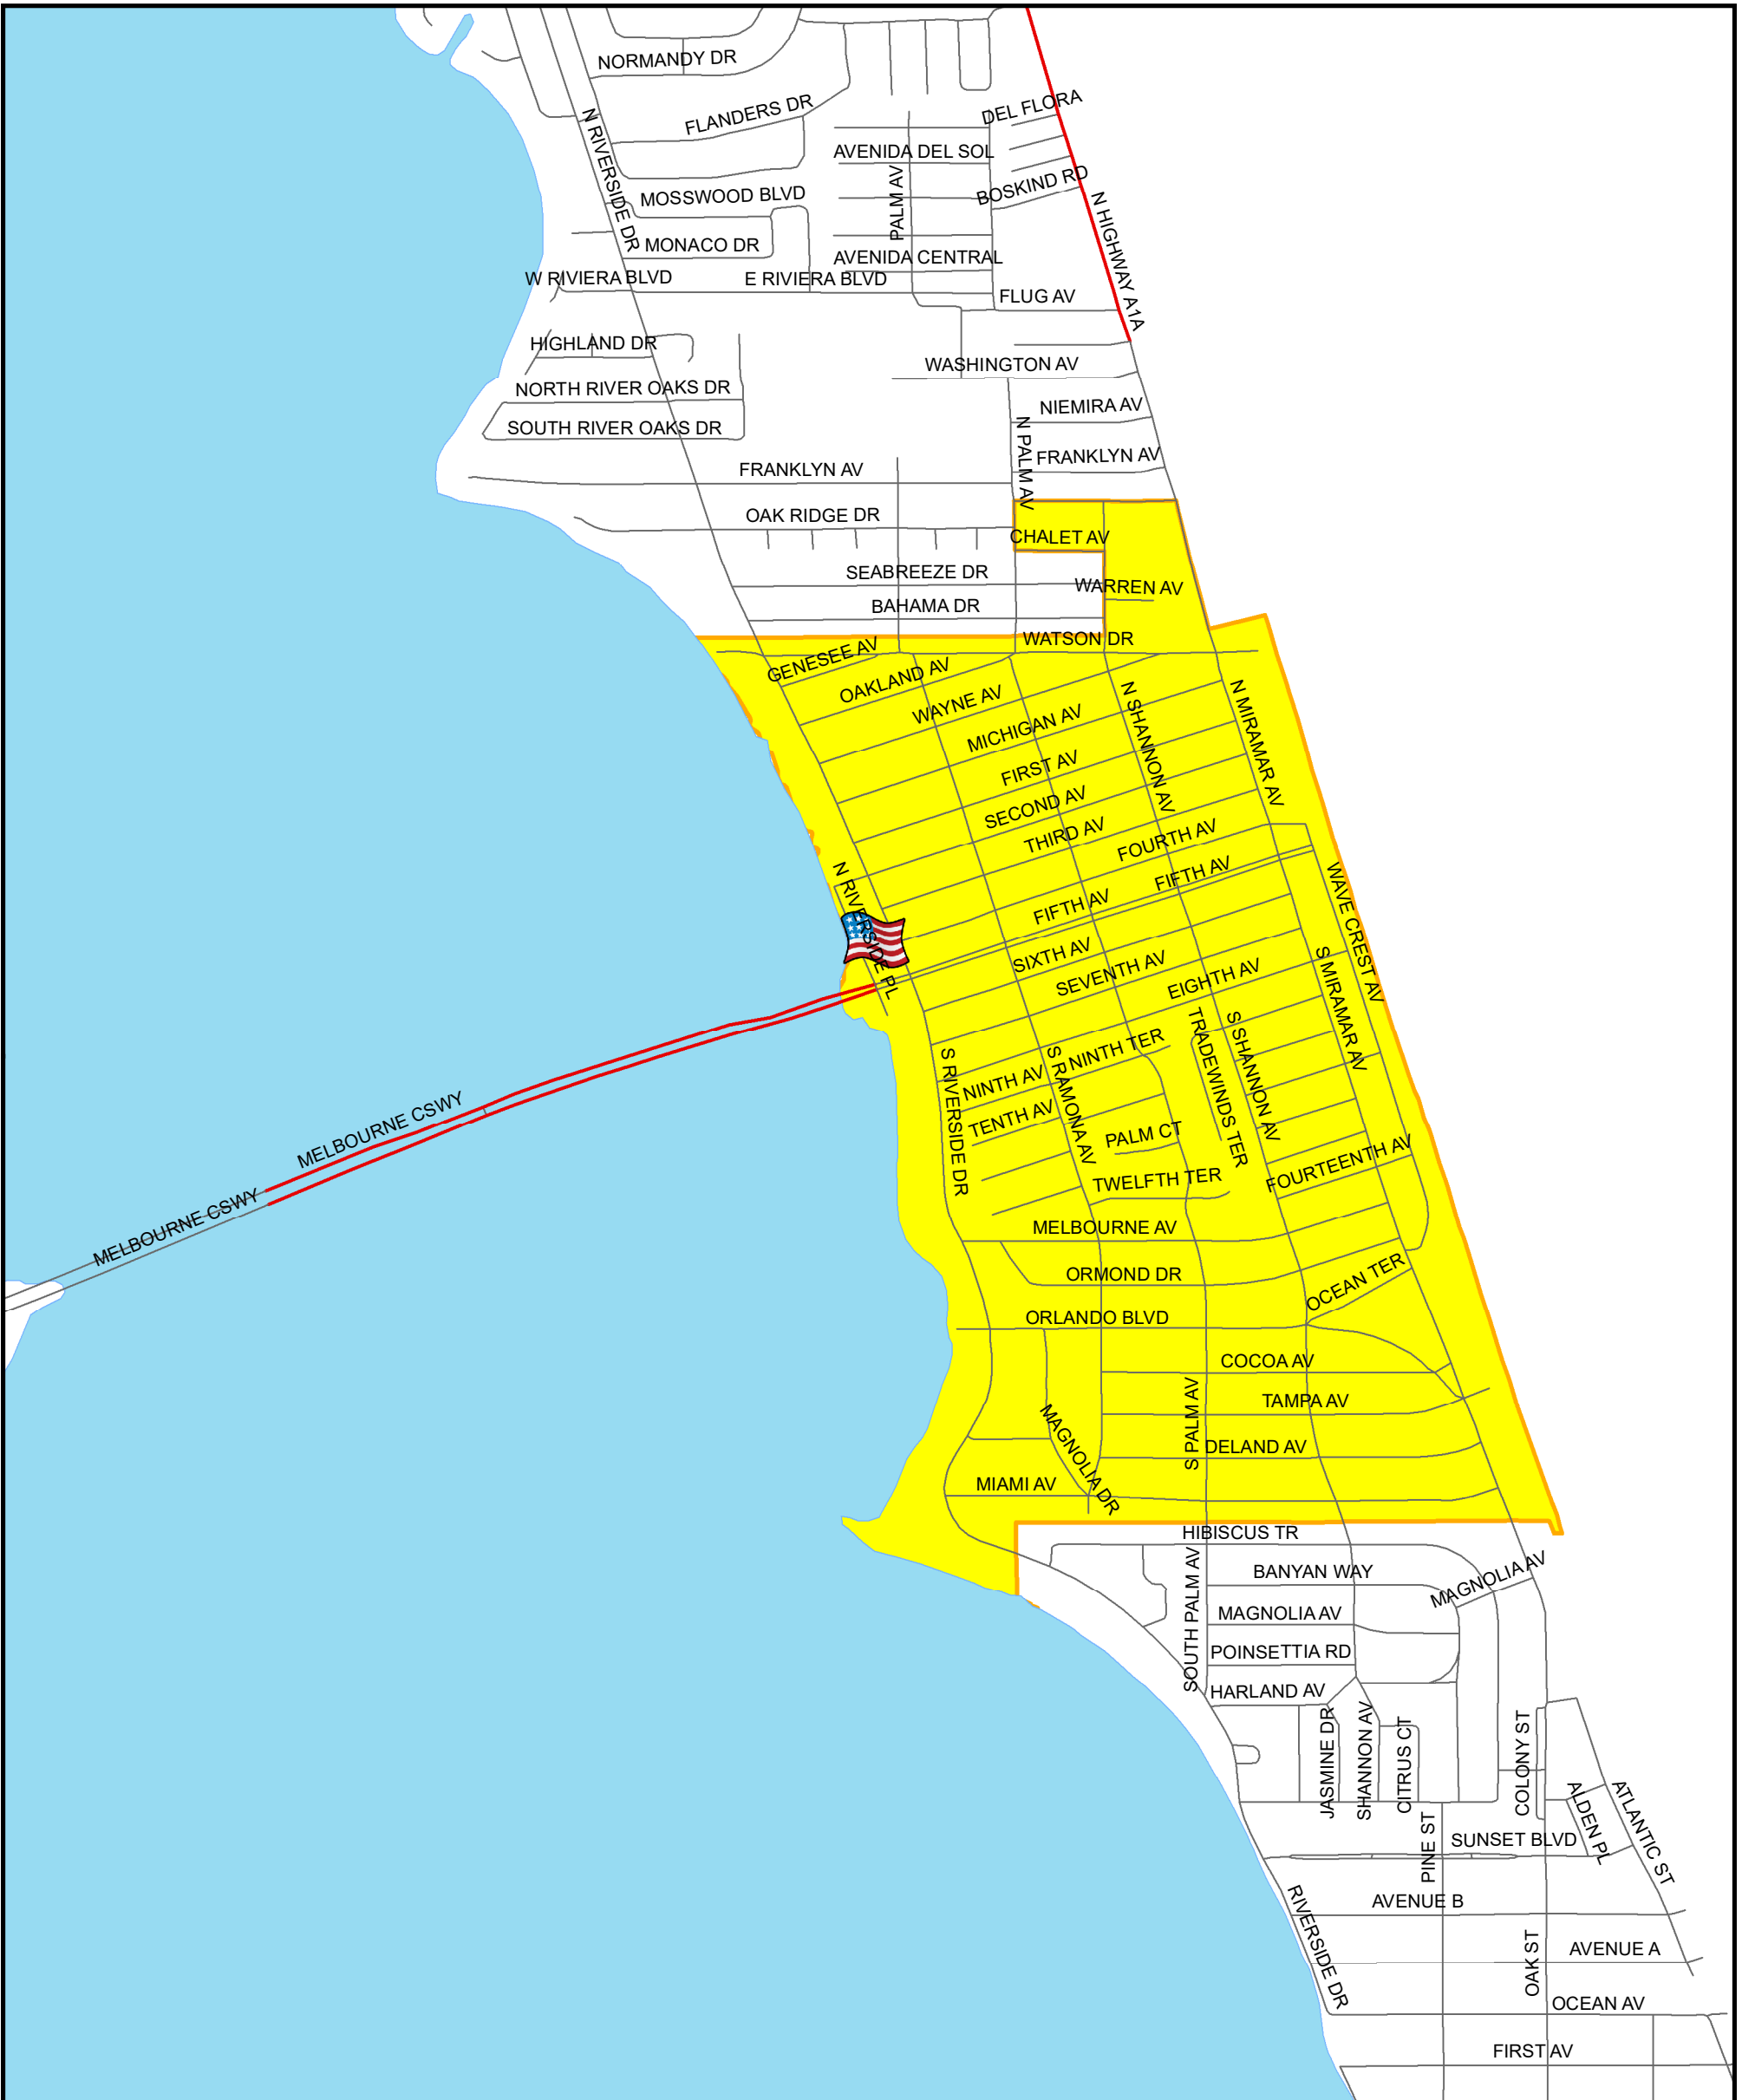 NORMANDY DR
FLANDERS DR
DEL FLORA
N RIVERSIDE DR
AVENIDA DEL SOL
PALM AV
BOSKIND RD
MOSSWOOD BLVD
N HIGHWAY A1A
MONACO DR
AVENIDA CENTRAL
W RIVIERA BLVD
E RIVIERA BLVD
FLUG AV
HIGHLAND DR
WASHINGTON AV
NORTH RIVER OAKS DR
NIEMIRA AV
SOUTH RIVER OAKS DR
N PALM AV
FRANKLYN AV
FRANKLYN AV
OAK RIDGE DR
CHALET AV
SEABREEZE DR
WARREN AV
BAHAMA DR
WATSON DR
GENESEE AV
OAKLAND AV
WAYNE AV
N SHANNON AV
N MIRAMAR AV
MICHIGAN AV
FIRST AV
SECOND AV
THIRD AV
FOURTH AV
FIFTH AV
N RIVERSIDE PL
WAVE CREST AV
FIFTH AV
SIXTH AV
SEVENTH AV
EIGHTH AV
S MIRAMAR AV
TRADEWINDS TER
S SHANNON AV
NINTH TER
S RIVERSIDE DR
S RAMONA AV
NINTH AV
TENTH AV
MELBOURNE CSWY
PALM CT
FOURTEENTH AV
TWELFTH TER
MELBOURNE CSWY
MELBOURNE AV
ORMOND DR
OCEAN TER
ORLANDO BLVD
COCOA AV
S PALM AV
TAMPA AV
MAGNOLIA DR
DELAND AV
MIAMI AV
HIBISCUS TR
SOUTH PALM AV
BANYAN WAY
MAGNOLIA AV
MAGNOLIA AV
POINSETTIA RD
HARLAND AV
JASMINE DR
SHANNON AV
CITRUS CT
COLONY ST
ALDEN PL
ATLANTIC ST
PINE ST
SUNSET BLVD
RIVERSIDE DR
AVENUE B
OAK ST
AVENUE A
OCEAN AV
FIRST AV